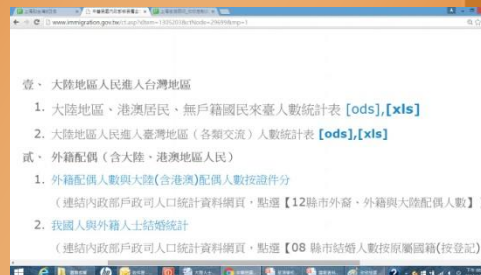 www.immigration.gov.tw/ct.asp?xItem=1305201&ctNode=29699&mp=1
壹、大陸地區人民進入台灣地區
1. 大陸地區、港澳居民、無戶籍國民來臺人數統計表 [ods],[xls]
2. 大陸地區人民進入臺灣地區（各類交流）人數統計表 [ods],[xls]
貳、外籍配偶（含大陸、港澳地區人民）
1. 外籍配偶人數與大陸(含港澳)配偶人數按證件分
（連結內政部戶政司人口統計資料網頁，點選【12縣市外裔、外籍與大陸配偶人數】
2. 我國人與外籍人士結婚統計
（連結內政部戶政司人口統計資料網頁，點選【08 縣市結婚人數按原屬國籍(按登記)